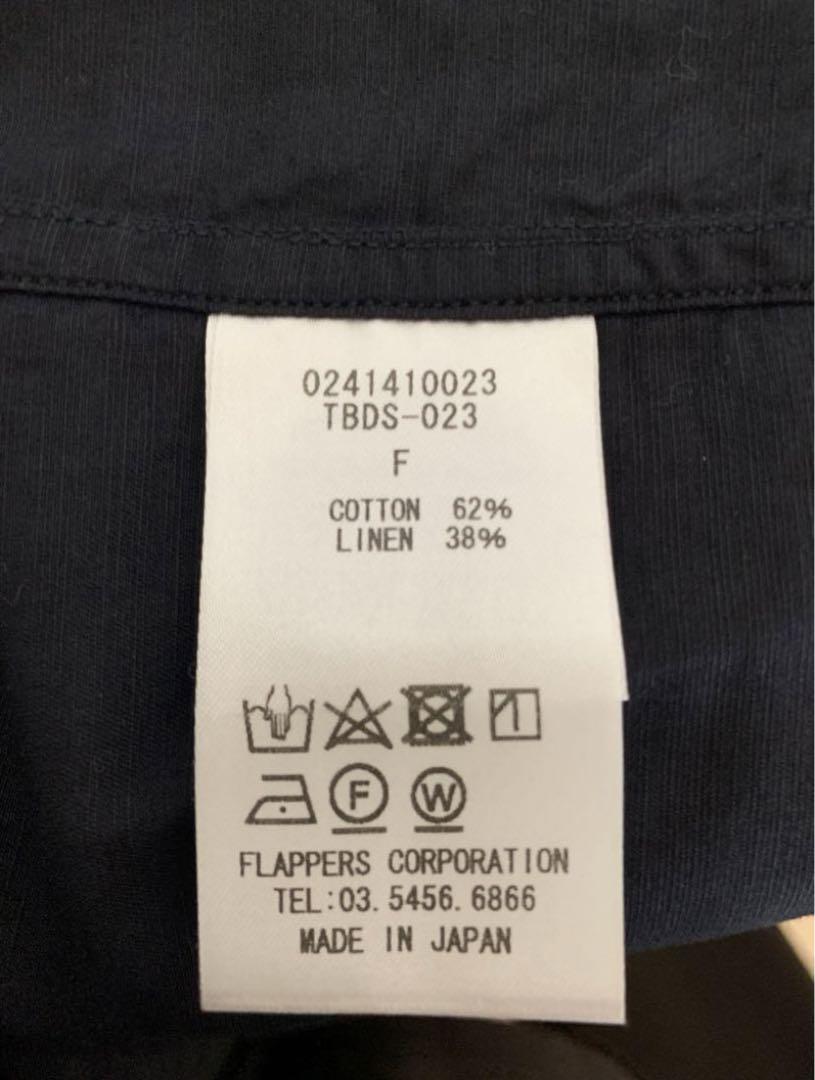 0241410023
TBDS-023
F
COTTON 62%
LINEN 38%
F W
FLAPPERS CORPORATION
TEL:03.5456.6866
MADE IN JAPAN